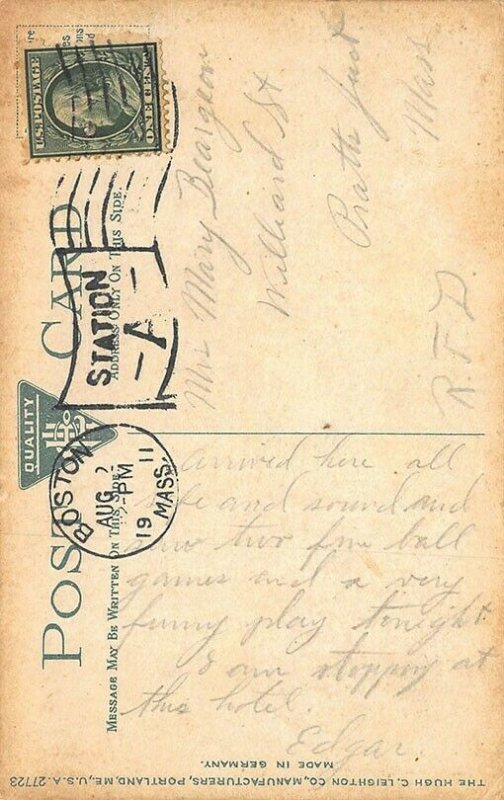 POST CARD
QUALITY
MESSAGE MAY BE WRITTEN ON THIS SIDE.
ADDRESS ONLY ON THIS SIDE.
U.S. POSTAGE
ONE CENT
BOSTON
AUG 2
-PM
19 11
MASS.
STATION
-A-
arrived here all
safe and sound and
saw two fine ball
games and a very
funny play tonight
I am stopping at
this hotel.
Edgar.
Mrs Mary Beargeon
Williard St
Pratts Junct
Mass
R. F. D.
THE HUGH C. LEIGHTON CO., MANUFACTURERS, PORTLAND, ME., U.S.A. 27723
MADE IN GERMANY.